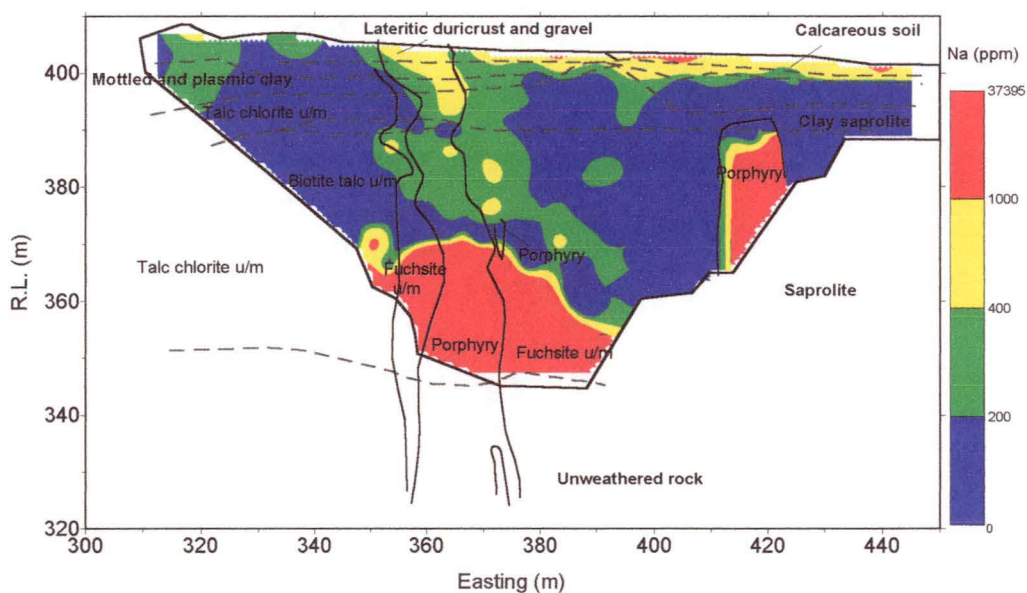 Lateritic duricrust and gravel
Calcareous soil
Na (ppm)
400
Mottled and plasmic clay
37395
Talc chlorite u/m
Clay saprolite
380
Biotite talc u/m
Porphyry
1000
Talc chlorite u/m
Fuchsite
u/m
Porphyry
Saprolite
R.L. (m)
360
400
Porphyry
Fuchsite u/m
340
200
Unweathered rock
320
0
300
320
340
360
380
400
420
440
Easting (m)